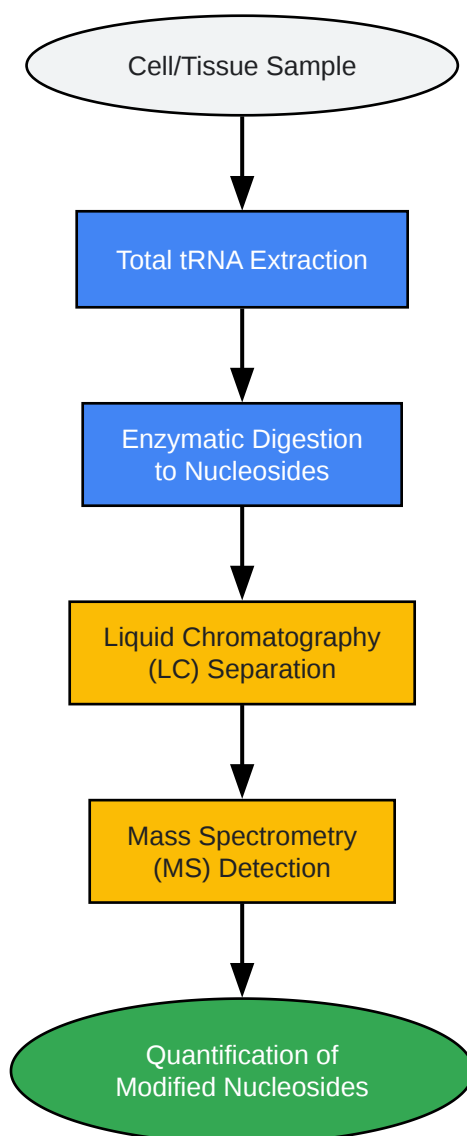 Cell/Tissue Sample
Total tRNA Extraction
Enzymatic Digestion
to Nucleosides
Liquid Chromatography
(LC) Separation
Mass Spectrometry
(MS) Detection
Quantification of
Modified Nucleosides